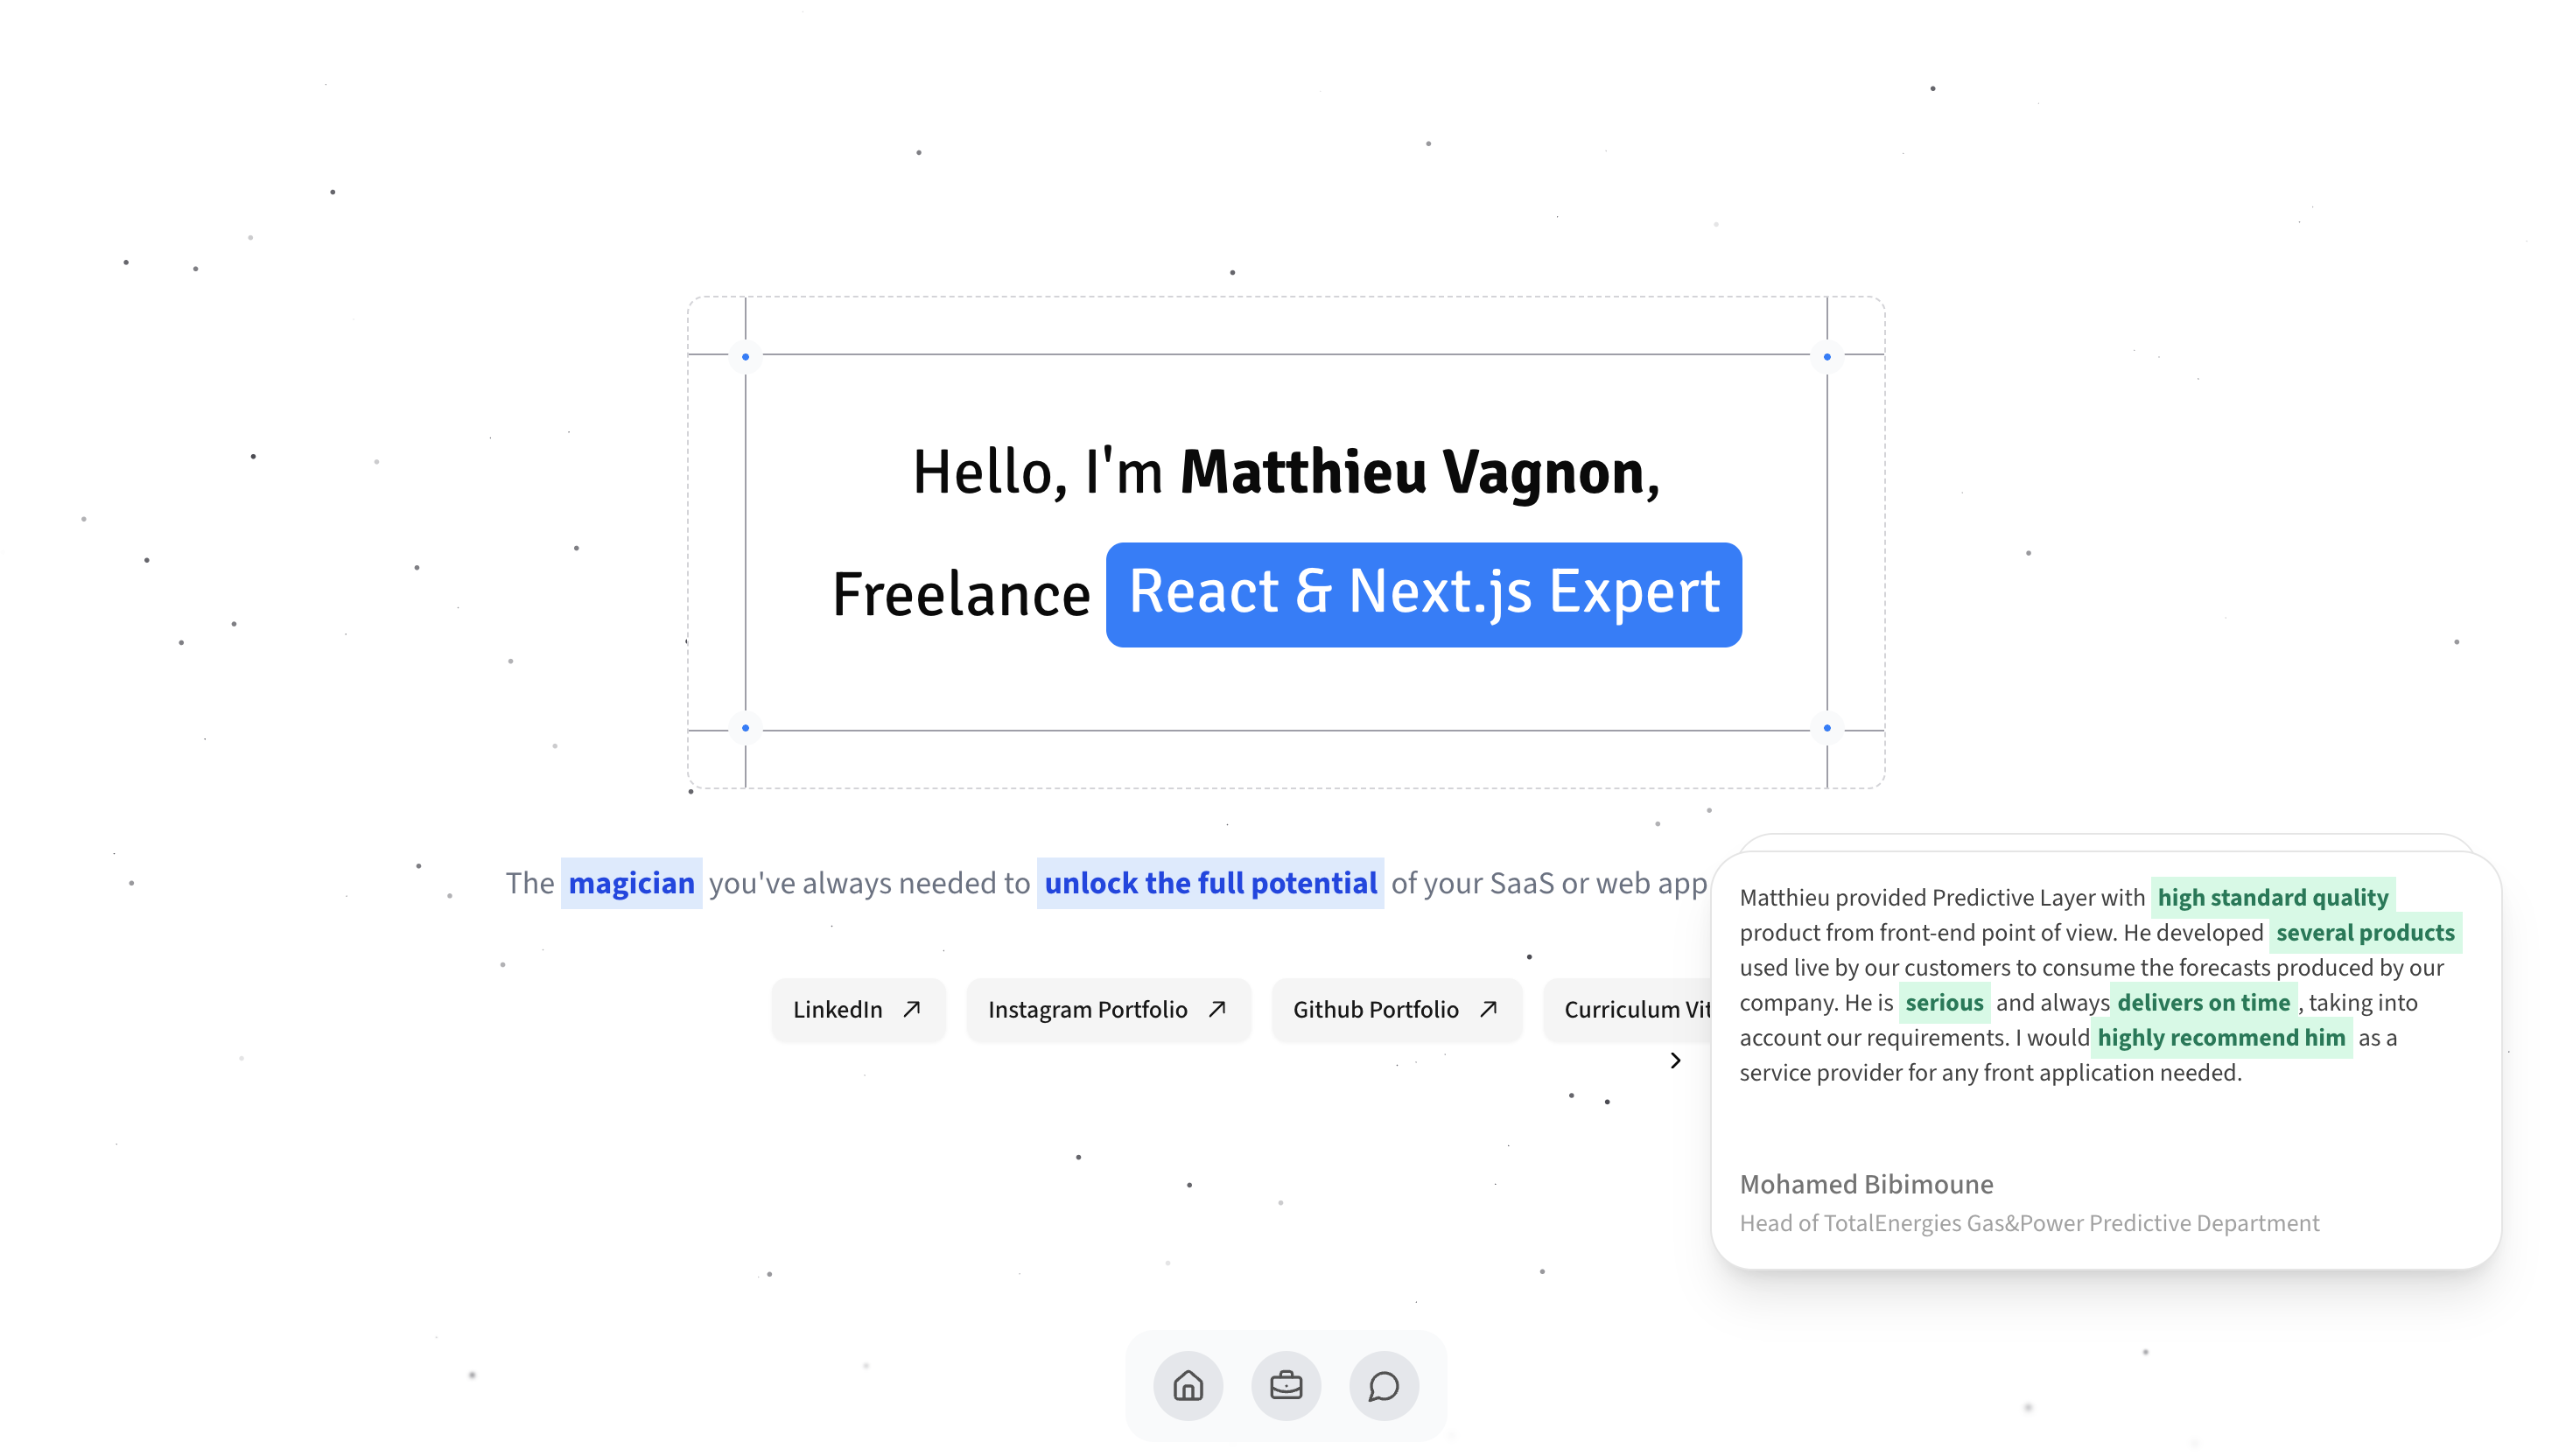 Hello, I'm Matthieu Vagnon,
Freelance React & Next.js Expert
The magician you've always needed to unlock the full potential of your SaaS or web app
LinkedIn
Instagram Portfolio
Github Portfolio
Curriculum Vit
Matthieu provided Predictive Layer with high standard quality
product from front-end point of view. He developed several products
used live by our customers to consume the forecasts produced by our
company. He is serious and always delivers on time, taking into
account our requirements. I would highly recommend him as a
service provider for any front application needed.
Mohamed Bibimoune
Head of TotalEnergies Gas&Power Predictive Department